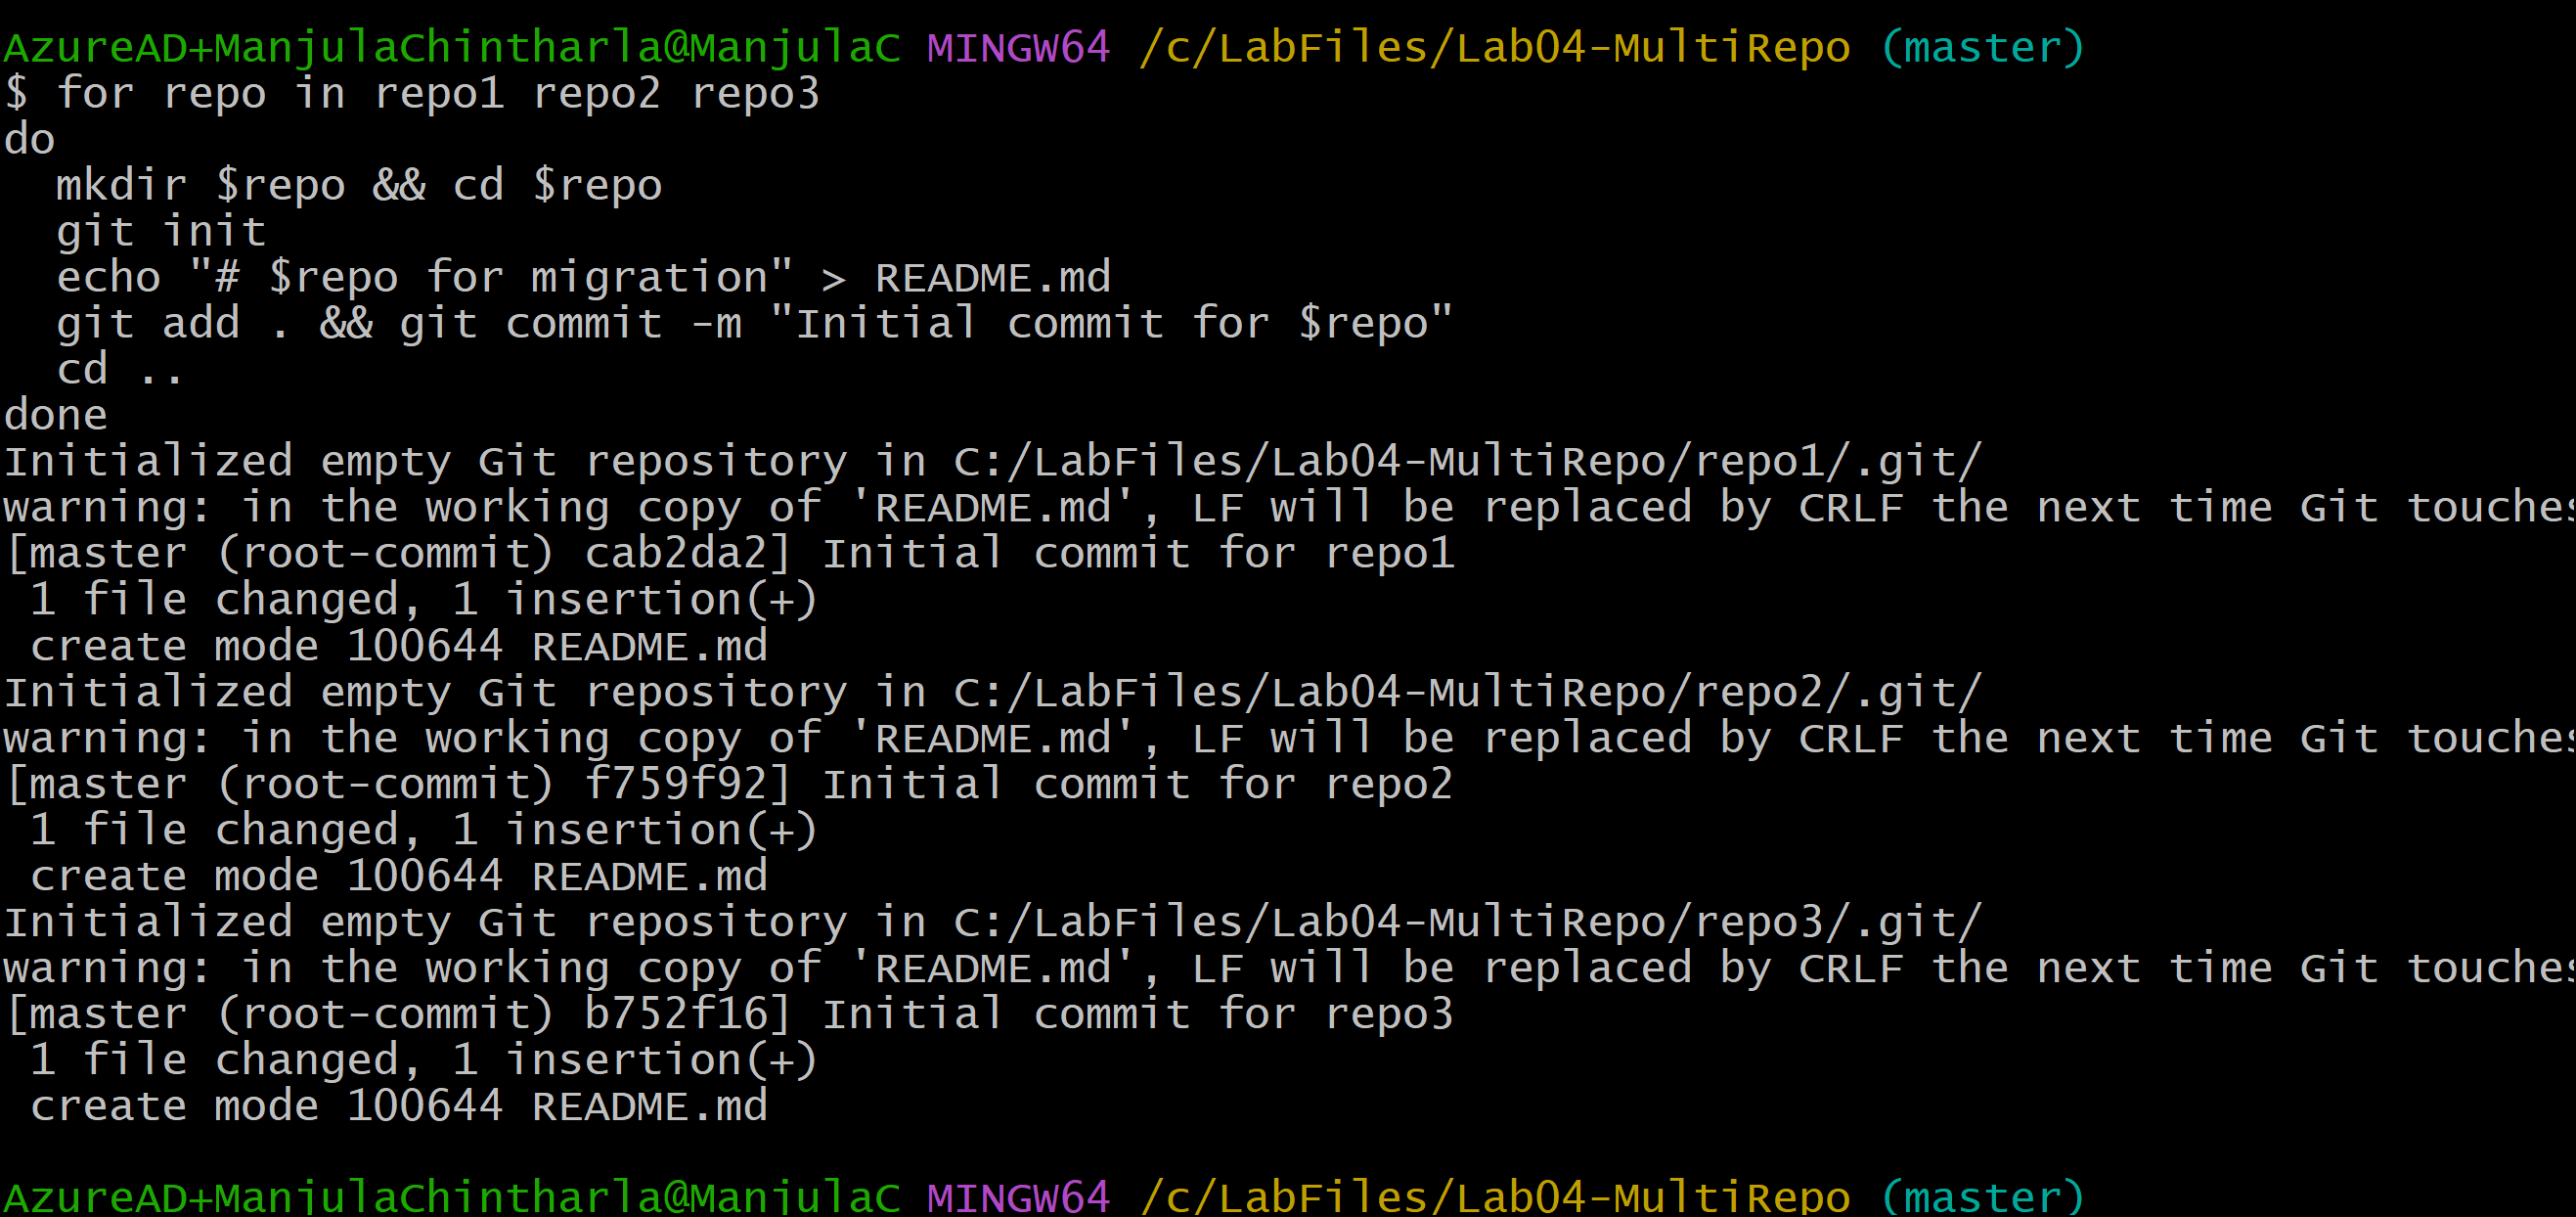 AzureAD+ManjulaChintharla@ManjulaC MINGW64 /c/LabFiles/Lab04-MultiRepo (master)
$ for repo in repo1 repo2 repo3
do
  mkdir $repo && cd $repo
  git init
  echo "# $repo for migration" > README.md
  git add . && git commit -m "Initial commit for $repo"
  cd ..
done
Initialized empty Git repository in C:/LabFiles/Lab04-MultiRepo/repo1/.git/
warning: in the working copy of 'README.md', LF will be replaced by CRLF the next time Git touches
[master (root-commit) cab2da2] Initial commit for repo1
 1 file changed, 1 insertion(+)
 create mode 100644 README.md
Initialized empty Git repository in C:/LabFiles/Lab04-MultiRepo/repo2/.git/
warning: in the working copy of 'README.md', LF will be replaced by CRLF the next time Git touches
[master (root-commit) f759f92] Initial commit for repo2
 1 file changed, 1 insertion(+)
 create mode 100644 README.md
Initialized empty Git repository in C:/LabFiles/Lab04-MultiRepo/repo3/.git/
warning: in the working copy of 'README.md', LF will be replaced by CRLF the next time Git touches
[master (root-commit) b752f16] Initial commit for repo3
 1 file changed, 1 insertion(+)
 create mode 100644 README.md
AzureAD+ManjulaChintharla@ManjulaC MINGW64 /c/LabFiles/Lab04-MultiRepo (master)